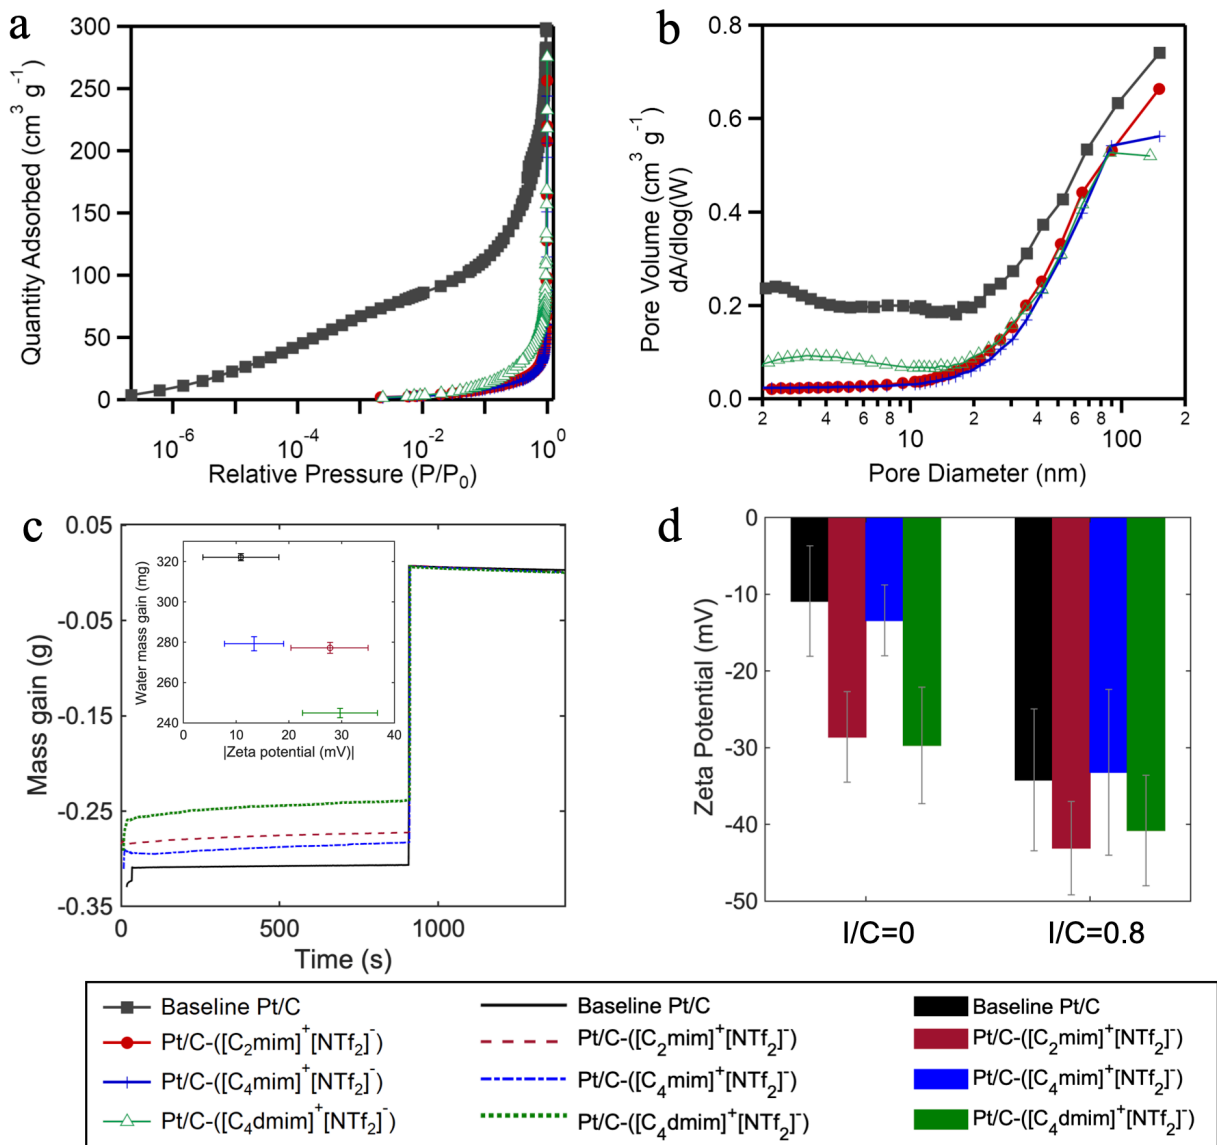 a
300
250
200
150
100
50
0
Quantity Adsorbed (cm³ g⁻¹)
10⁻⁶ 10⁻⁴ 10⁻² 10⁰
Relative Pressure (P/P₀)
b
0.8
0.6
0.4
0.2
0.0
Pore Volume (cm³ g⁻¹)
dA/dlog(W)
2 4 6 8 10 2 4 6 8 100 2
Pore Diameter (nm)
c
0.05
-0.05
-0.15
-0.25
-0.35
Mass gain (g)
0 500 1000
Time (s)
320
300
280
260
240
Water mass gain (mg)
0 10 20 30 40
|Zeta potential (mV)|
d
0
-10
-20
-30
-40
-50
Zeta Potential (mV)
I/C=0 I/C=0.8
Baseline Pt/C
Pt/C-([C₂mim]⁺[NTf₂]⁻)
Pt/C-([C₄mim]⁺[NTf₂]⁻)
Pt/C-([C₄dmim]⁺[NTf₂]⁻)
Baseline Pt/C
Pt/C-([C₂mim]⁺[NTf₂]⁻)
Pt/C-([C₄mim]⁺[NTf₂]⁻)
Pt/C-([C₄dmim]⁺[NTf₂]⁻)
Baseline Pt/C
Pt/C-([C₂mim]⁺[NTf₂]⁻)
Pt/C-([C₄mim]⁺[NTf₂]⁻)
Pt/C-([C₄dmim]⁺[NTf₂]⁻)